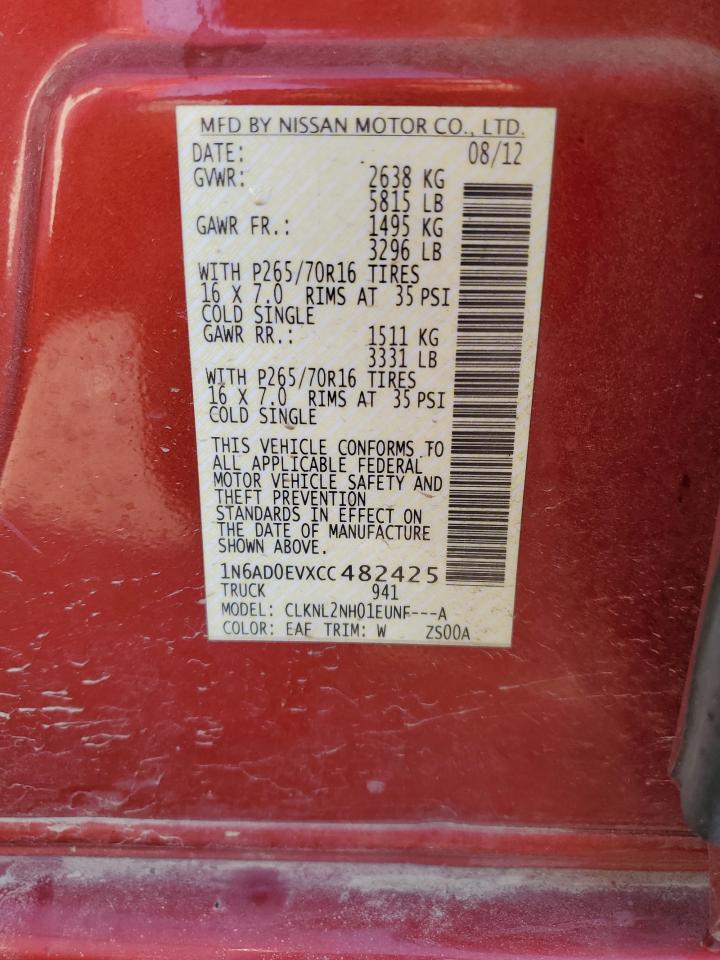 MFD BY NISSAN MOTOR CO., LTD.
DATE: 08/12
GVWR: 2638 KG
5815 LB
GAWR FR.: 1495 KG
3296 LB
WITH P265/70R16 TIRES
16 X 7.0 RIMS AT 35 PSI
COLD SINGLE
GAWR RR.: 1511 KG
3331 LB
WITH P265/70R16 TIRES
16 X 7.0 RIMS AT 35 PSI
COLD SINGLE
THIS VEHICLE CONFORMS TO
ALL APPLICABLE FEDERAL
MOTOR VEHICLE SAFETY AND
THEFT PREVENTION
STANDARDS IN EFFECT ON
THE DATE OF MANUFACTURE
SHOWN ABOVE.
1N6AD0EVXCC482425
TRUCK 941
MODEL: CLKNL2NH01EUNF---A
COLOR: EAF TRIM: W ZS00A